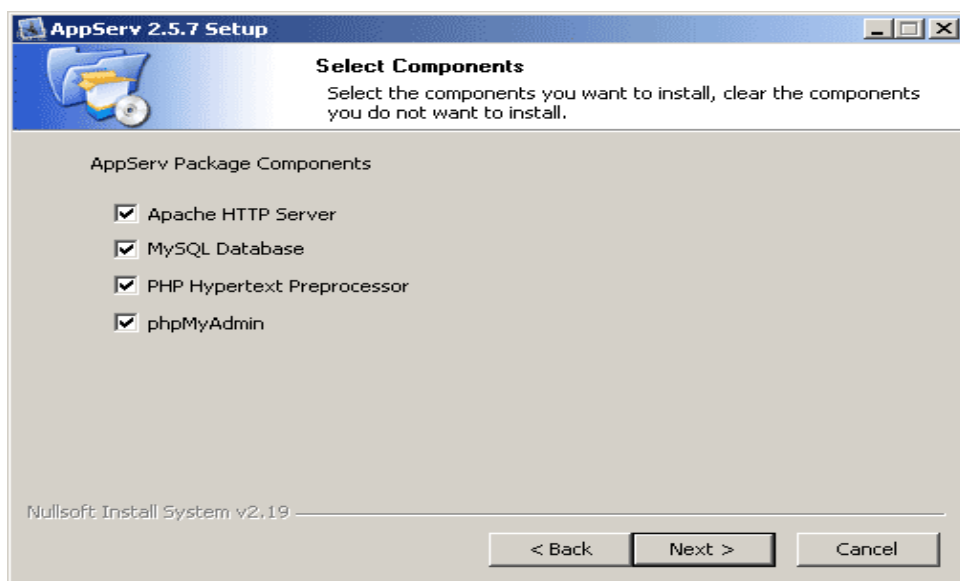 AppServ 2.5.7 Setup
Select Components
Select the components you want to install, clear the components
you do not want to install.
AppServ Package Components
Apache HTTP Server
MySQL Database
PHP Hypertext Preprocessor
phpMyAdmin
Nullsoft Install System v2.19
< Back Next > Cancel